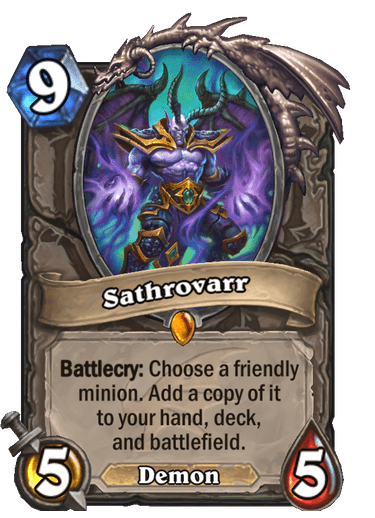 9
Sathrovarr
Battlecry: Choose a friendly
minion. Add a copy of it
to your hand, deck,
and battlefield.
5
Demon
5